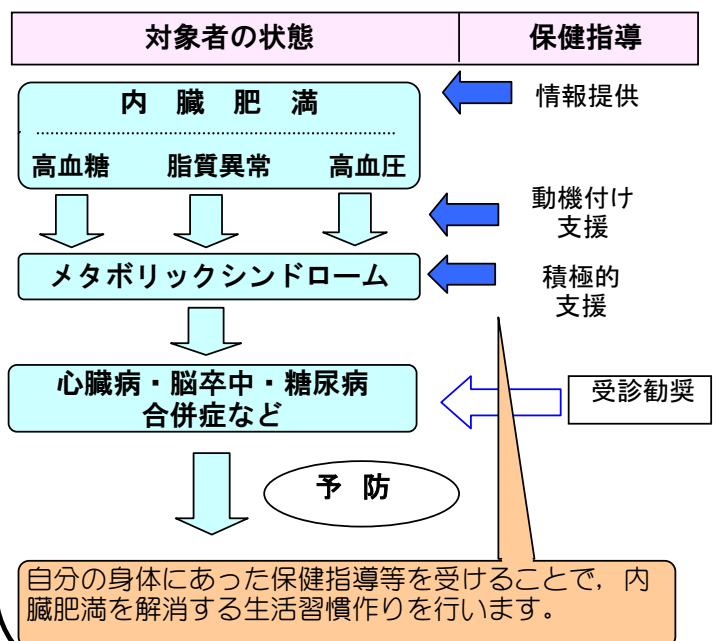 対象者の状態
保健指導
内 臓 肥 満
情報提供
高血糖 脂質異常 高血圧
動機付け
支援
メタボリックシンドローム
積極的
支援
心臓病・脳卒中・糖尿病
合併症など
受診勧奨
予 防
自分の身体にあった保健指導等を受けることで，内
臓肥満を解消する生活習慣作りを行います。